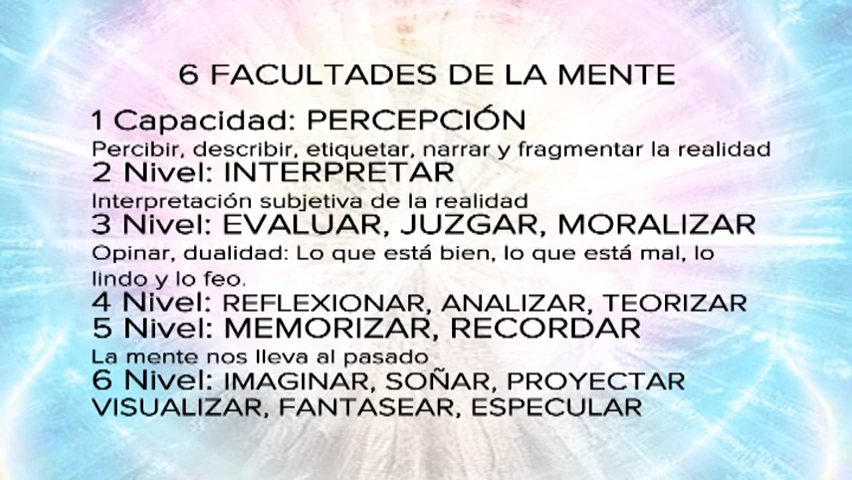 6 FACULTADES DE LA MENTE
1 Capacidad: PERCEPCIÓN
Percibir, describir, etiquetar, narrar y fragmentar la realidad
2 Nivel: INTERPRETAR
Interpretación subjetiva de la realidad
3 Nivel: EVALUAR, JUZGAR, MORALIZAR
Opinar, dualidad: Lo que está bien, lo que está mal, lo
lindo y lo feo.
4 Nivel: REFLEXIONAR, ANALIZAR, TEORIZAR
5 Nivel: MEMORIZAR, RECORDAR
La mente nos lleva al pasado
6 Nivel: IMAGINAR, SOÑAR, PROYECTAR
VISUALIZAR, FANTASEAR, ESPECULAR